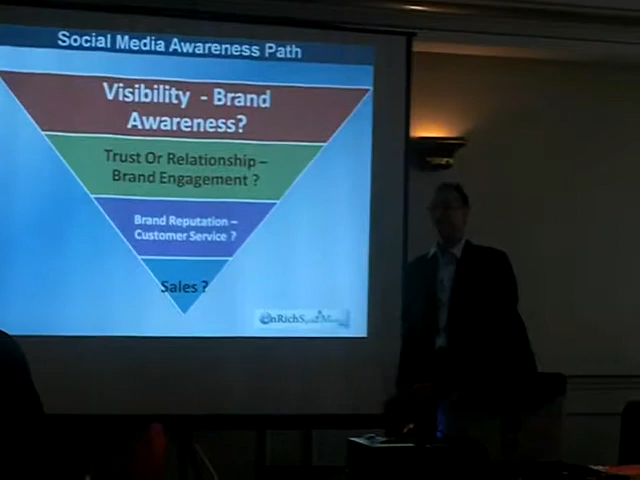 Social Media Awareness Path
Visibility - Brand
Awareness?
Trust Or Relationship –
Brand Engagement ?
Brand Reputation –
Customer Service ?
Sales ?